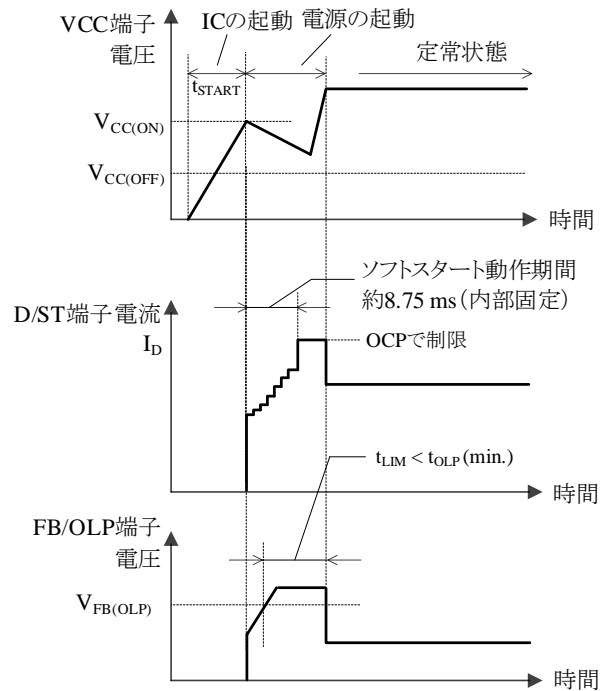 VCC端子
電圧
ICの起動
電源の起動
定常状態
tSTART
VCC(ON)
VCC(OFF)
時間
ソフトスタート動作期間
約8.75 ms(内部固定)
D/ST端子電流
ID
OCPで制限
tLIM < tOLP (min.)
時間
FB/OLP端子
電圧
VFB(OLP)
時間